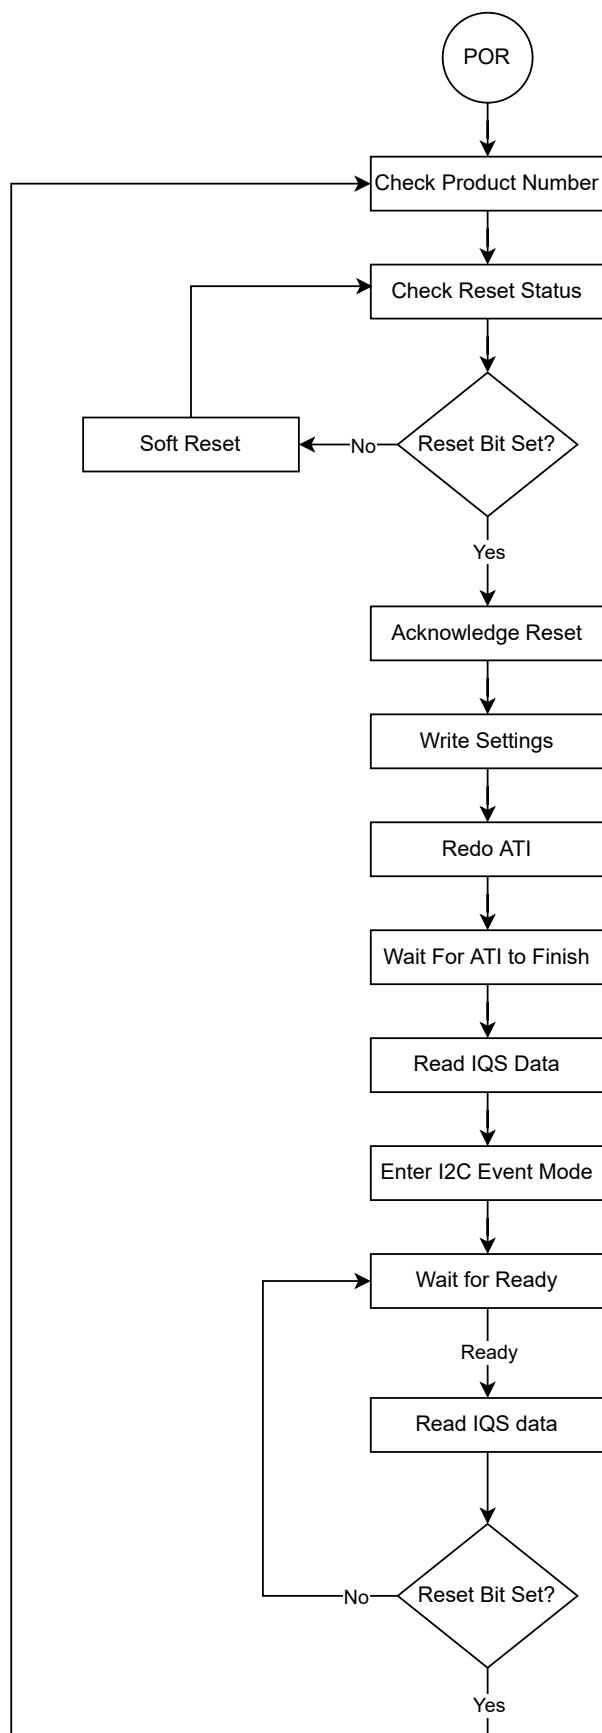 POR
Check Product Number
Check Reset Status
Reset Bit Set?
No
Soft Reset
Yes
Acknowledge Reset
Write Settings
Redo ATI
Wait For ATI to Finish
Read IQS Data
Enter I2C Event Mode
Wait for Ready
Ready
Read IQS data
Reset Bit Set?
No
Yes